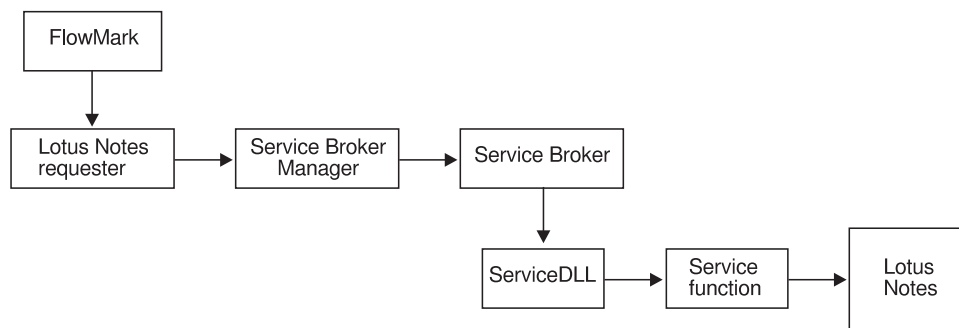 FlowMark
Lotus Notes
requester
Service Broker
Manager
Service Broker
ServiceDLL
Service
function
Lotus
Notes